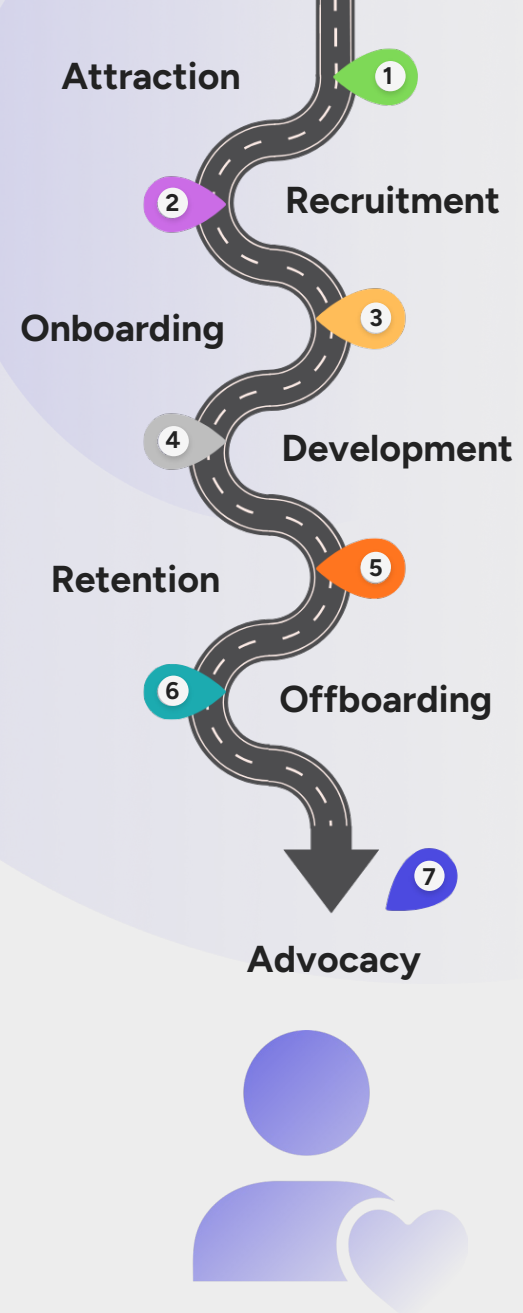 Attraction
1
2
Recruitment
Onboarding
3
4
Development
Retention
5
6
Offboarding
7
Advocacy